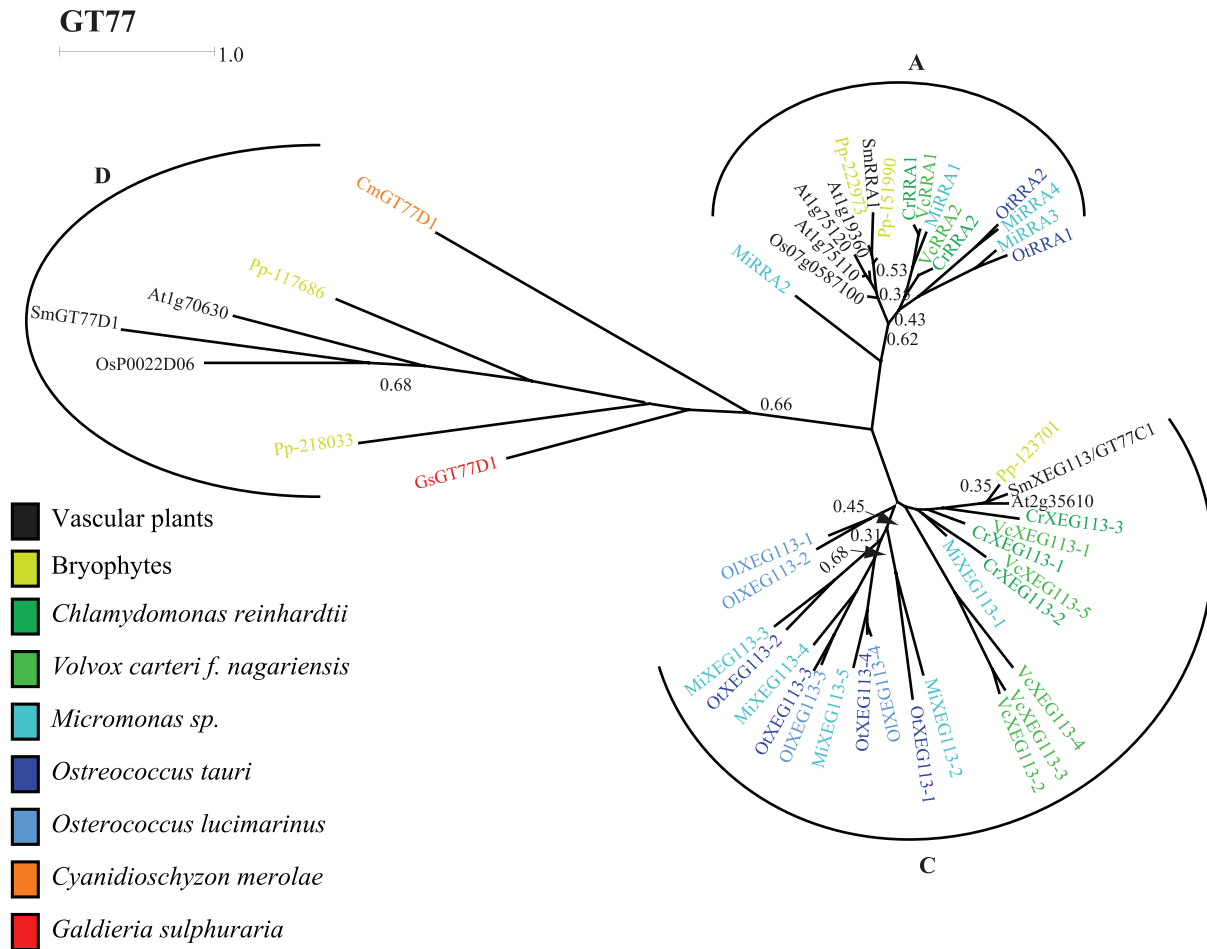 GT77
1.0
A
D
CmGT77D1
Pp-117686
At1g70630
SmGT77D1
OsP0022D06
0.68
Pp-218033
GsGT77D1
0.66
MiRRA2
Os07g0587100
At1g75110
At1g75120
At1g19360
Pp-222973
SmRRA1
Pp-151990
CrRRA1
VcRRA1
MiRRA1
VcRRA2
CrRRA2
OtRRA2
MiRRA4
MiRRA3
OtRRA1
0.53
0.43
0.62
Pp-123701
SmXEG113/GT77C1
0.35
At2g35610
CrXEG113-3
VcXEG113-1
CrXEG113-1
VcXEG113-5
CrXEG113-2
MiXEG113-1
VcXEG113-4
VcXEG113-3
VcXEG113-2
MiXEG113-2
OtXEG113-1
OlXEG113-4
OtXEG113-4
MiXEG113-5
OlXEG113-3
OtXEG113-3
MiXEG113-4
OtXEG113-2
MiXEG113-3
OlXEG113-2
OlXEG113-1
0.45
0.31
0.68
C
Vascular plants
Bryophytes
Chlamydomonas reinhardtii
Volvox carteri f. nagariensis
Micromonas sp.
Ostreococcus tauri
Osterococcus lucimarinus
Cyanidioschyzon merolae
Galdieria sulphuraria